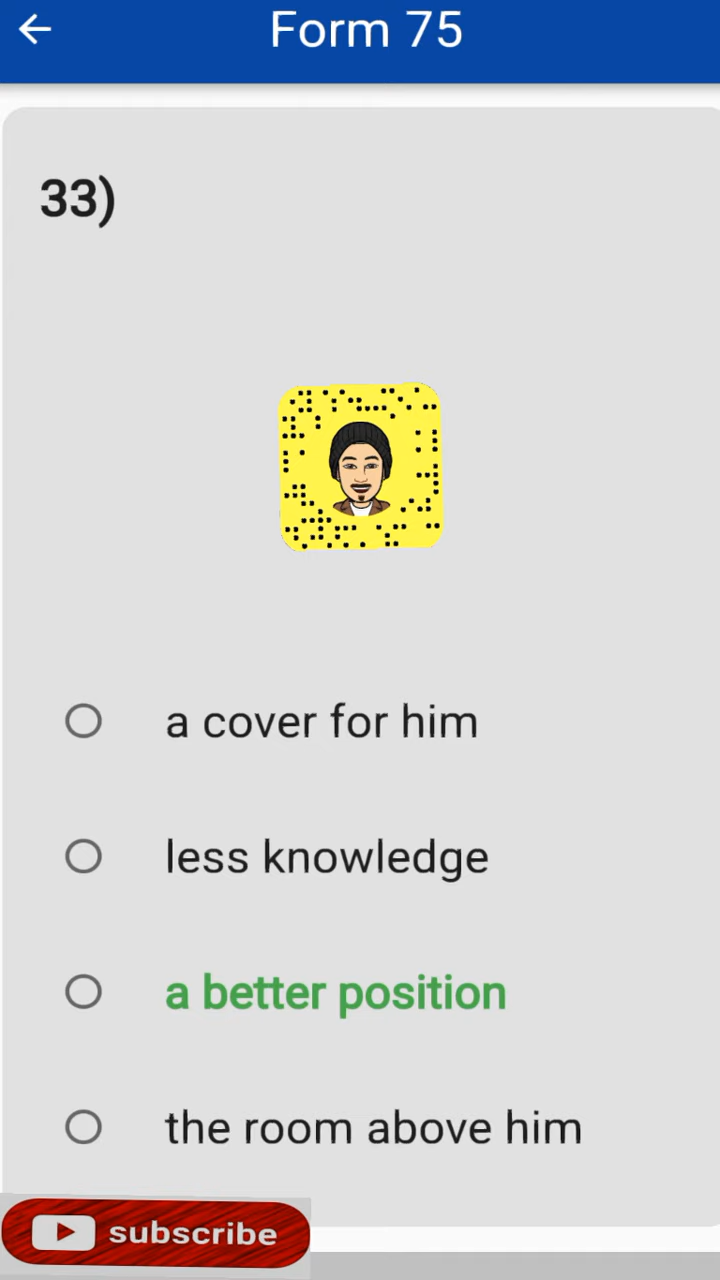 Form 75
33)
a cover for him
less knowledge
a better position
the room above him
subscribe